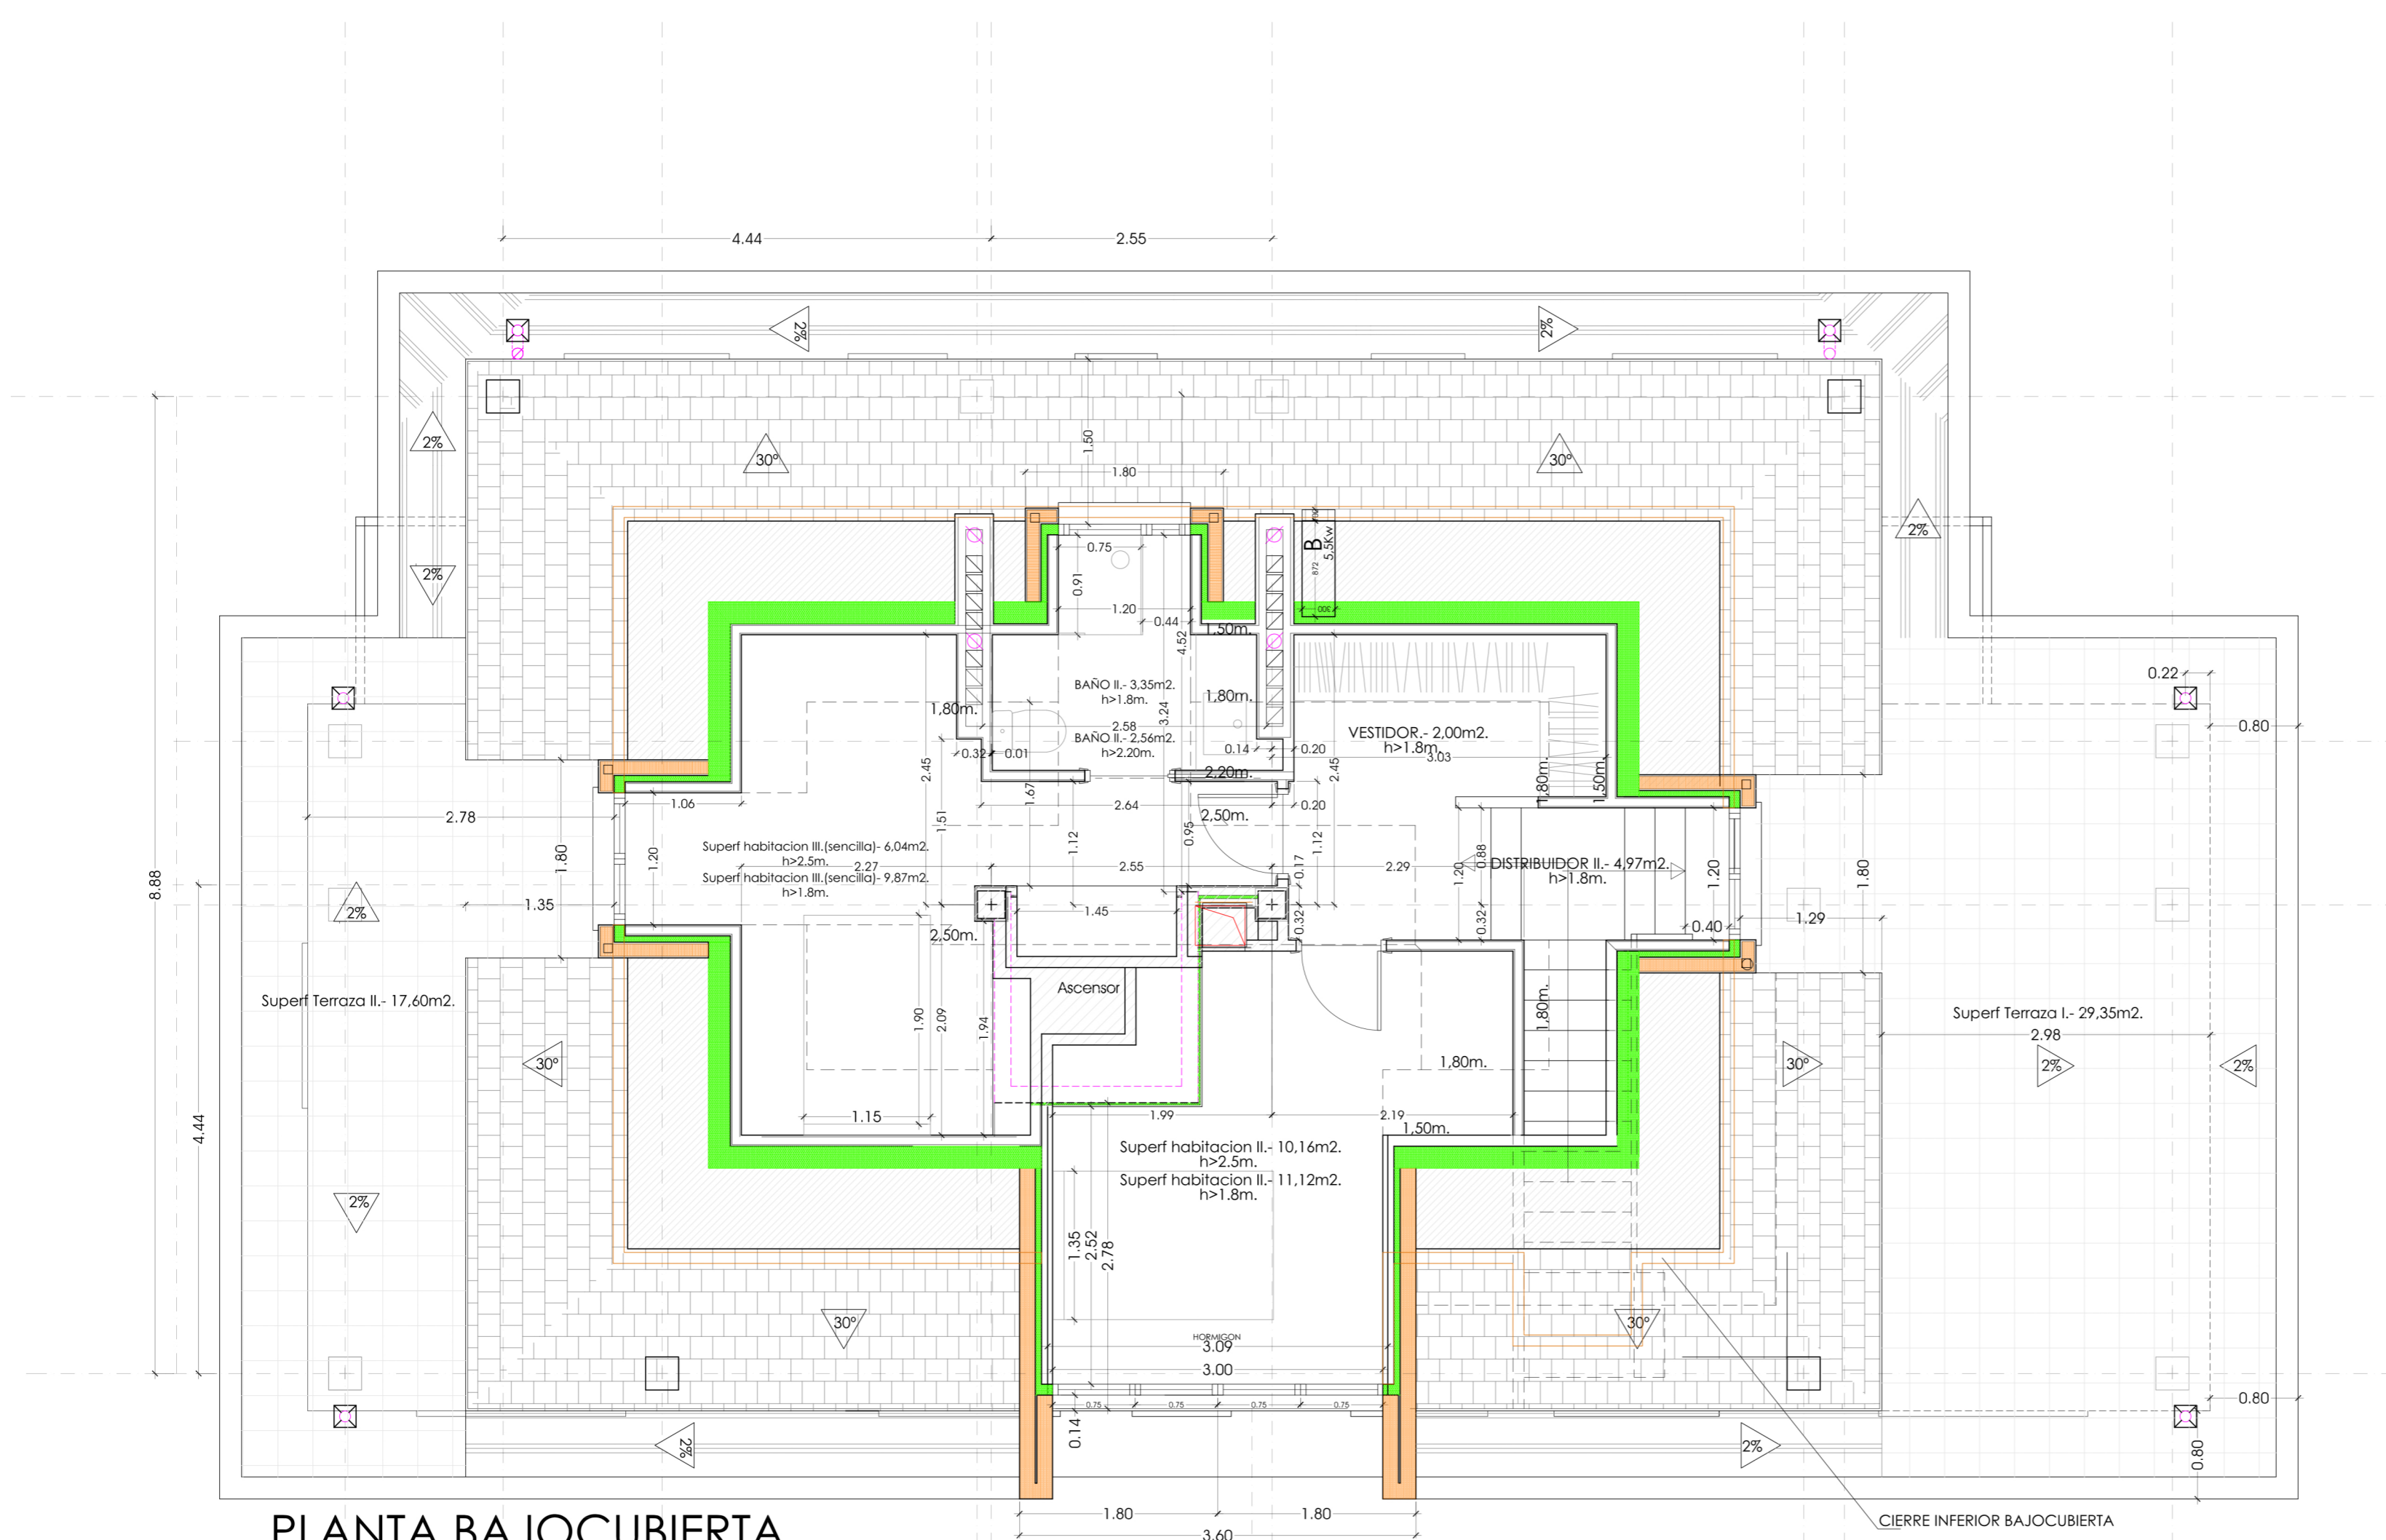 4.44
2.55
2%
2%
1.50
2%
30°
1.80
30°
2%
0.75
B
5,5Kw
872
300
0.91
2%
1.20
0.44
1,50m.
4.52
0.22
BAÑO II.- 3,35m2.
h>1.8m.
1,80m.
1,80m.
3.24
2.58
0.80
BAÑO II.- 2,56m2.
h>2.20m.
VESTIDOR.- 2,00m2.
h>1.8m.
0.32
0.01
0.14
0.20
3.03
2.45
2.45
2,20m.
1,80m.
1,50m.
1.67
1.06
2.64
0.20
2.78
1.51
2,50m.
1.12
0.95
1.12
Superf habitacion III.(sencilla)- 6,04m2.
h>2.5m.
1.80
1.20
2.27
2.55
0.17
2.29
1.20
0.88
DISTRIBUIDOR II.- 4,97m2.
h>1.8m.
1.20
1.80
Superf habitacion III.(sencilla)- 9,87m2.
h>1.8m.
8.88
1.35
2%
1.45
0.32
0.32
0.40
1.29
2,50m.
Ascensor
Superf Terraza II.- 17,60m2.
1,80m.
Superf Terraza I.- 29,35m2.
1.90
2.09
1.94
2.98
30°
1,80m.
30°
2%
2%
4.44
1.15
1.99
2.19
1,50m.
Superf habitacion II.- 10,16m2.
h>2.5m.
Superf habitacion II.- 11,12m2.
h>1.8m.
2%
1.35
2.52
2.78
30°
30°
HORMIGON
3.09
3.00
0.75
0.75
0.75
0.75
0.80
0.14
2%
2%
0.80
1.80
1.80
3.60
PLANTA BAJOCUBIERTA
CIERRE INFERIOR BAJOCUBIERTA